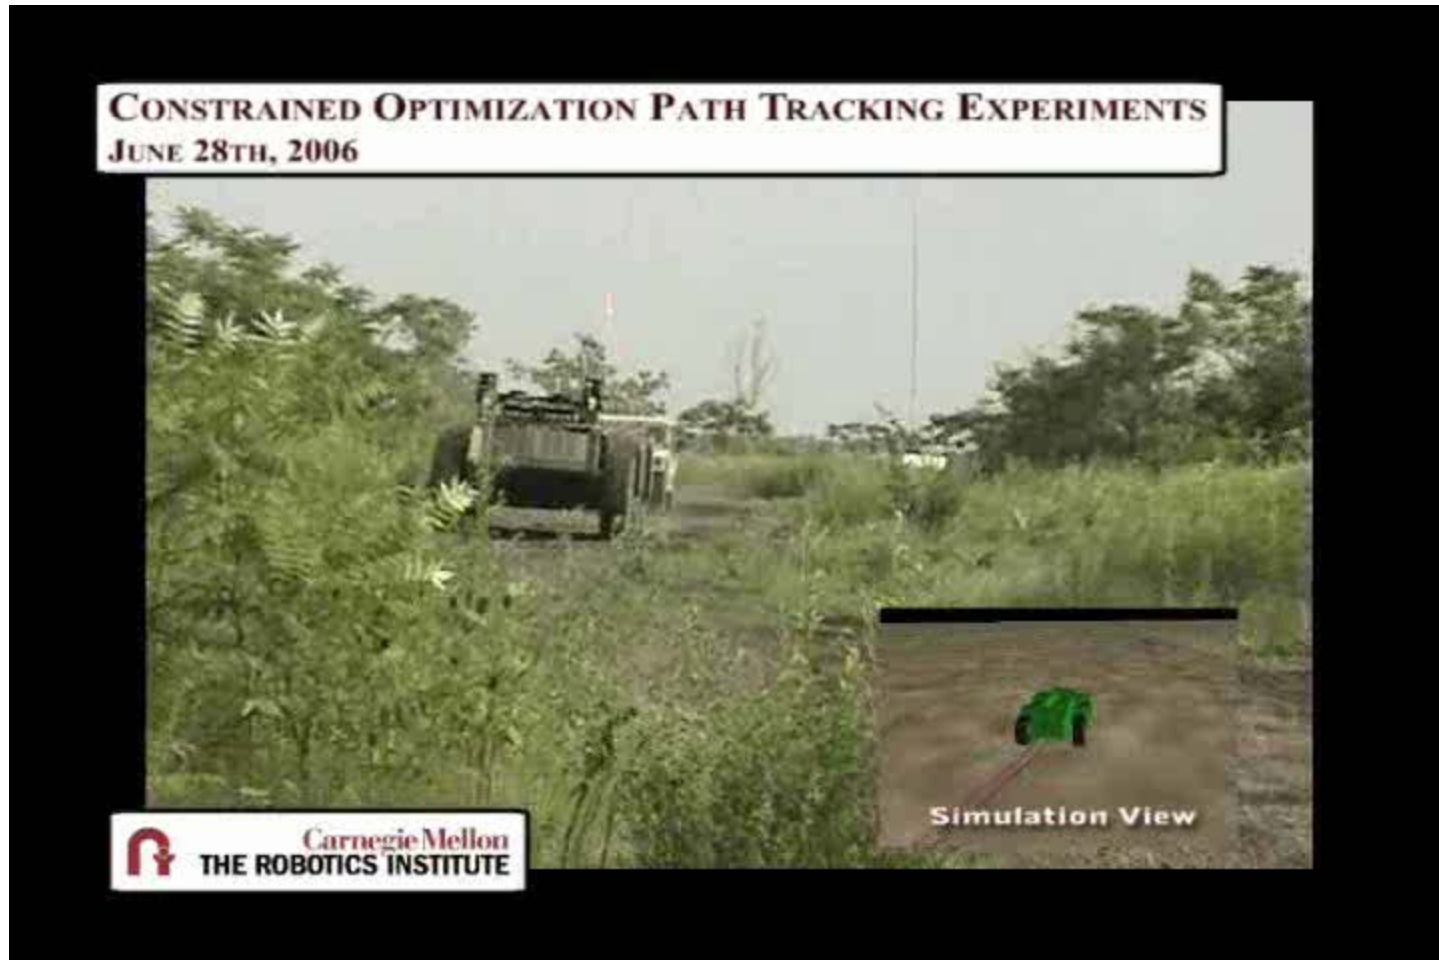 CONSTRAINED OPTIMIZATION PATH TRACKING EXPERIMENTS
JUNE 28TH, 2006
Simulation View
Carnegie Mellon
THE ROBOTICS INSTITUTE